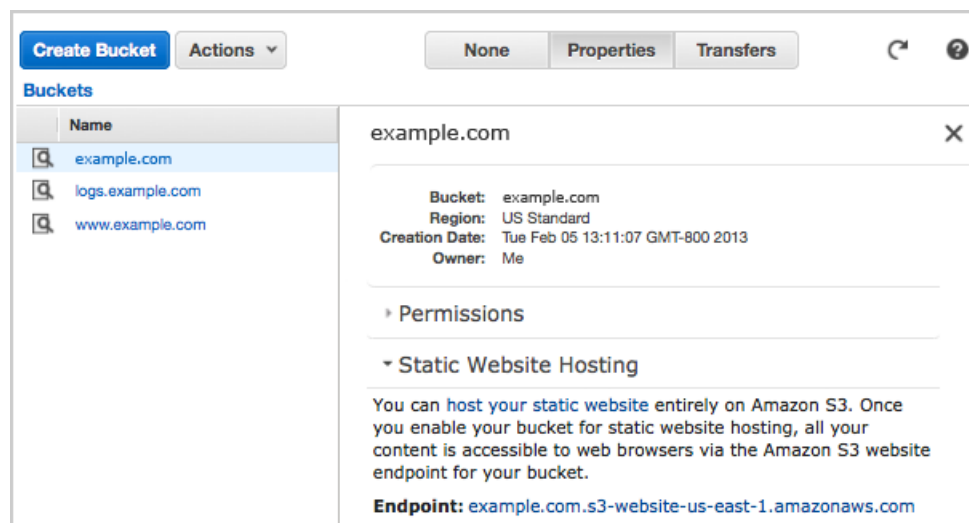 Create Bucket Actions None Properties Transfers
Buckets
Name
example.com
logs.example.com
www.example.com
example.com
Bucket: example.com
Region: US Standard
Creation Date: Tue Feb 05 13:11:07 GMT-800 2013
Owner: Me
Permissions
Static Website Hosting
You can host your static website entirely on Amazon S3. Once
you enable your bucket for static website hosting, all your
content is accessible to web browsers via the Amazon S3 website
endpoint for your bucket.
Endpoint: example.com.s3-website-us-east-1.amazonaws.com